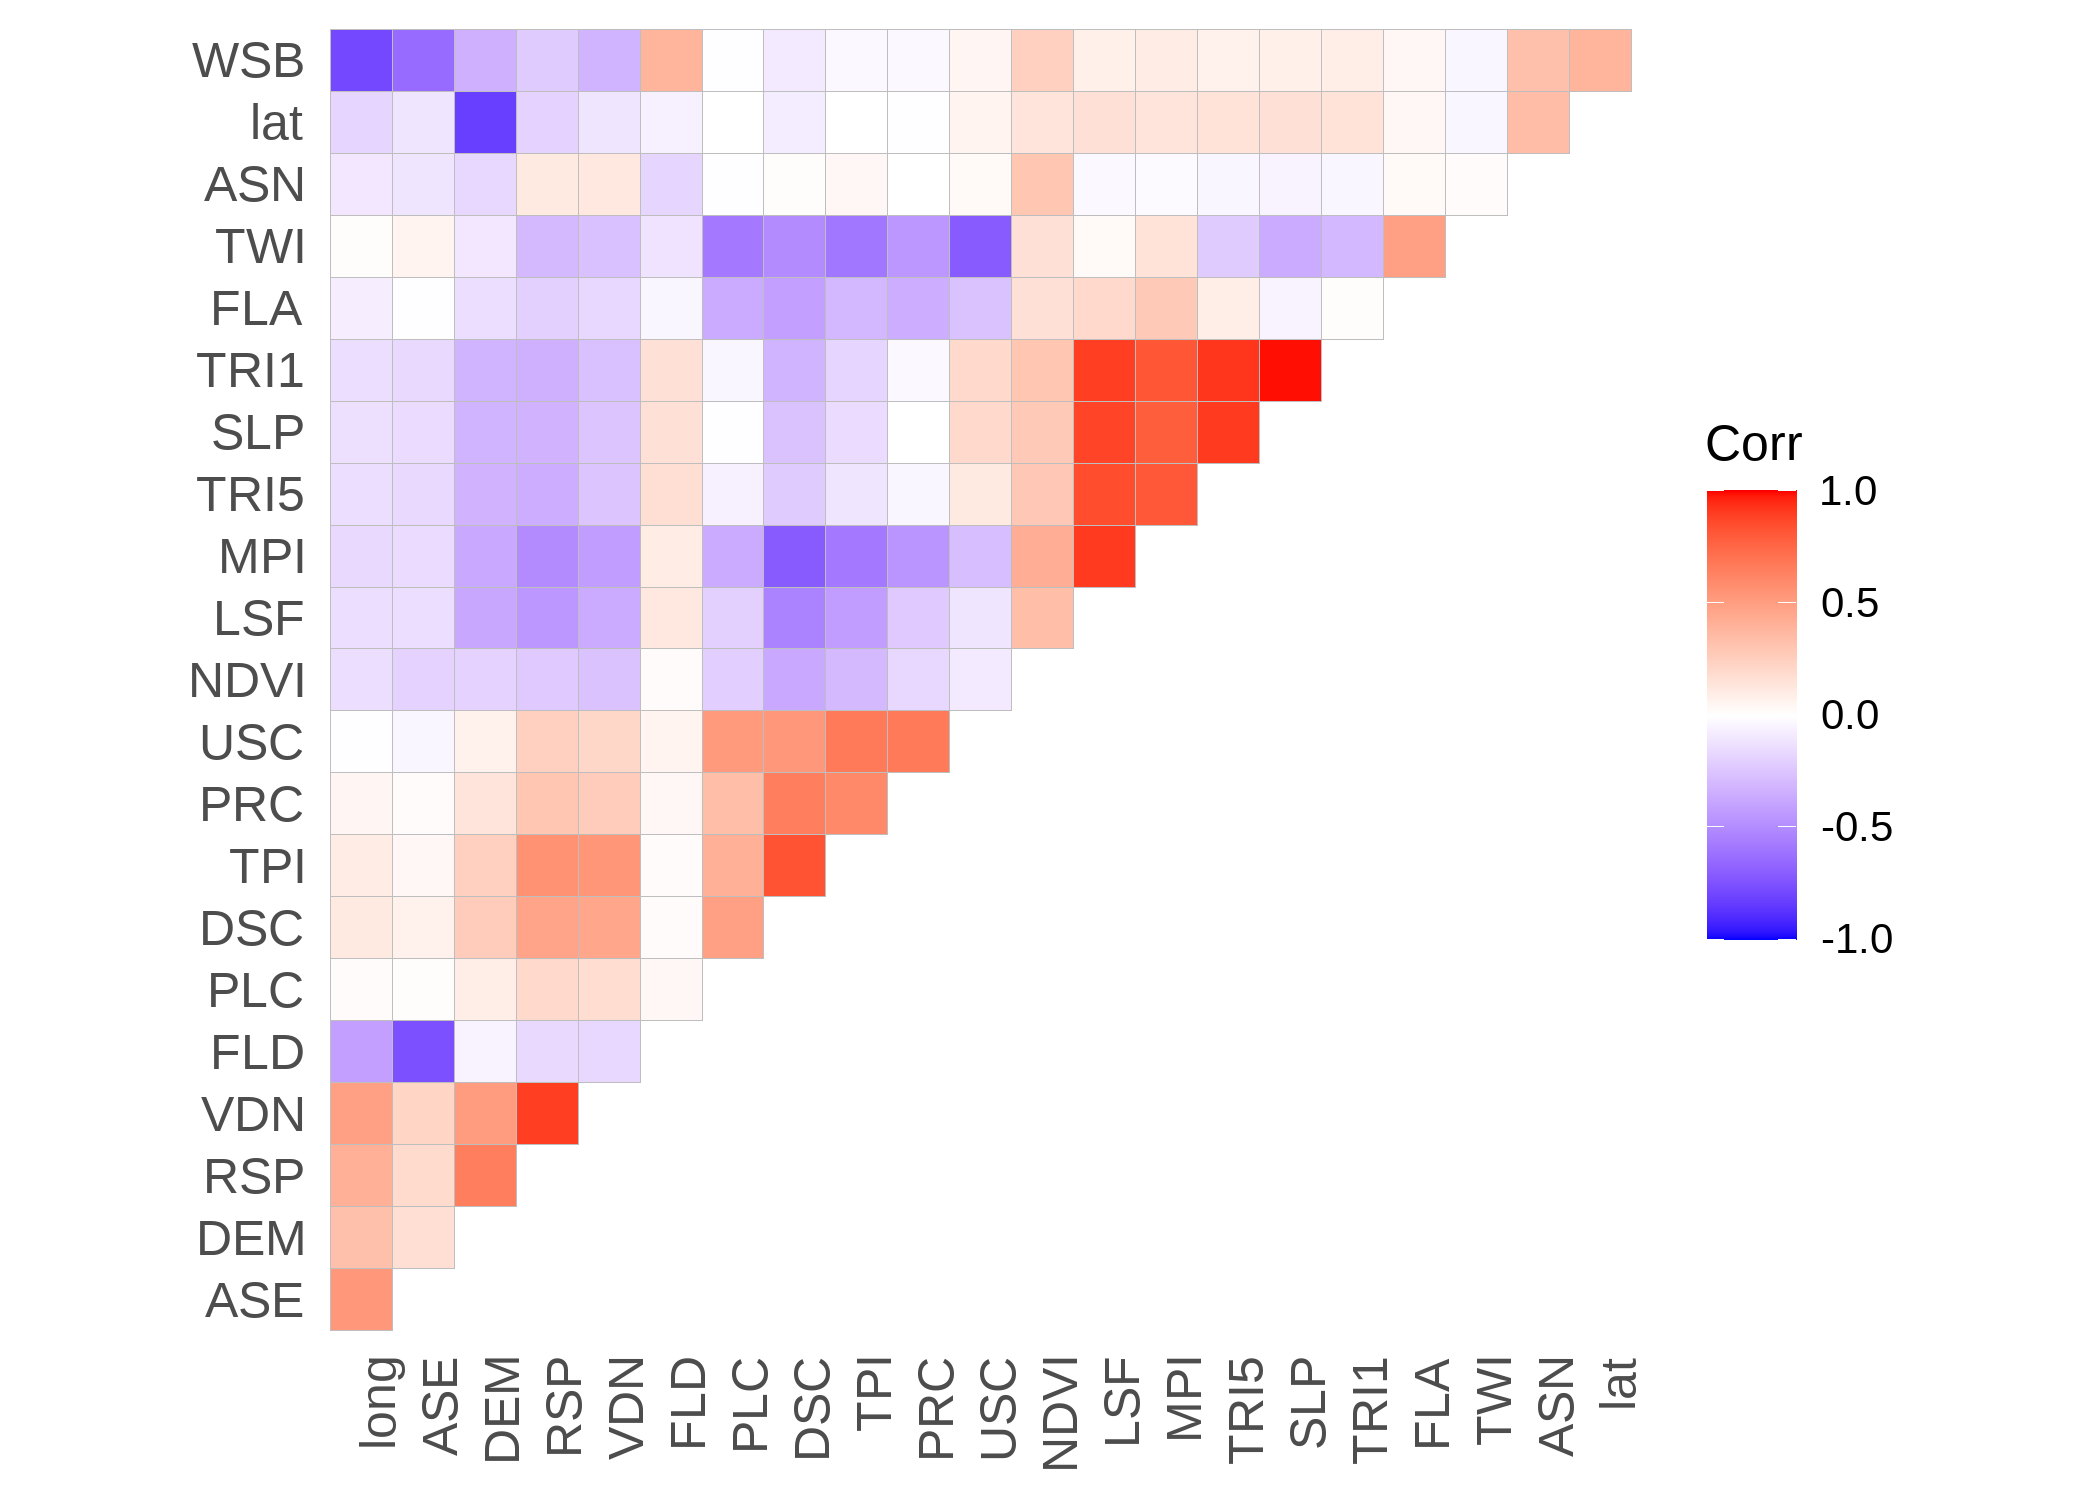 WSB
lat
ASN
TWI
FLA
TRI1
SLP
TRI5
MPI
LSF
NDVI
USC
PRC
TPI
DSC
PLC
FLD
VDN
RSP
DEM
ASE
long ASE DEM RSP VDN FLD PLC DSC TPI PRC USC NDVI LSF MPI TRI5 SLP TRI1 FLA TWI ASN lat
Corr
1.0
0.5
0.0
-0.5
-1.0